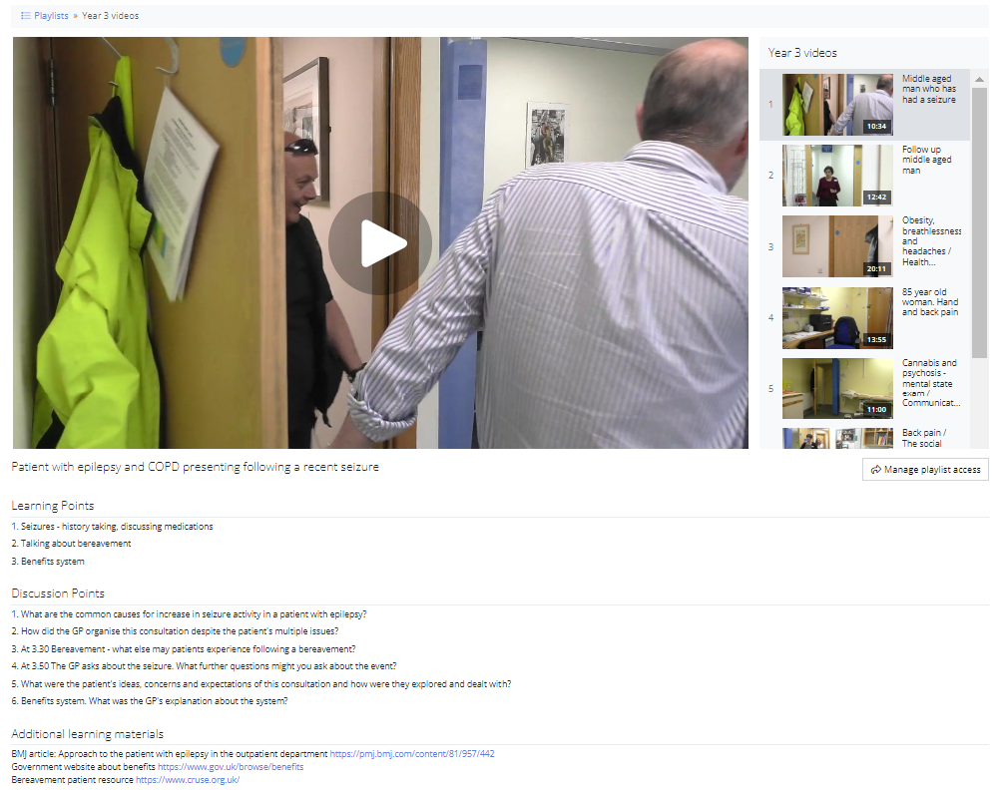 Playlists » Year 3 videos
Year 3 videos
1
Middle aged
man who has
had a seizure
10:34
2
Follow up
middle aged
man
12:42
3
Obesity,
breathlessness
and
headaches /
Health...
20:11
4
85 year old
woman. Hand
and back pain
13:55
5
Cannabis and
psychosis -
mental state
exam /
Communicat...
11:00
Back pain /
The social
Patient with epilepsy and COPD presenting following a recent seizure
Manage playlist access
Learning Points
1. Seizures - history taking, discussing medications
2. Talking about bereavement
3. Benefits system
Discussion Points
1. What are the common causes for increase in seizure activity in a patient with epilepsy?
2. How did the GP organise this consultation despite the patient's multiple issues?
3. At 3.30 Bereavement - what else may patients experience following a bereavement?
4. At 3.50 The GP asks about the seizure. What further questions might you ask about the event?
5. What were the patient's ideas, concerns and expectations of this consultation and how were they explored and dealt with?
6. Benefits system. What was the GP's explanation about the system?
Additional learning materials
BMJ article: Approach to the patient with epilepsy in the outpatient department https://pmj.bmj.com/content/81/957/442
Government website about benefits https://www.gov.uk/browse/benefits
Bereavement patient resource https://www.cruse.org.uk/